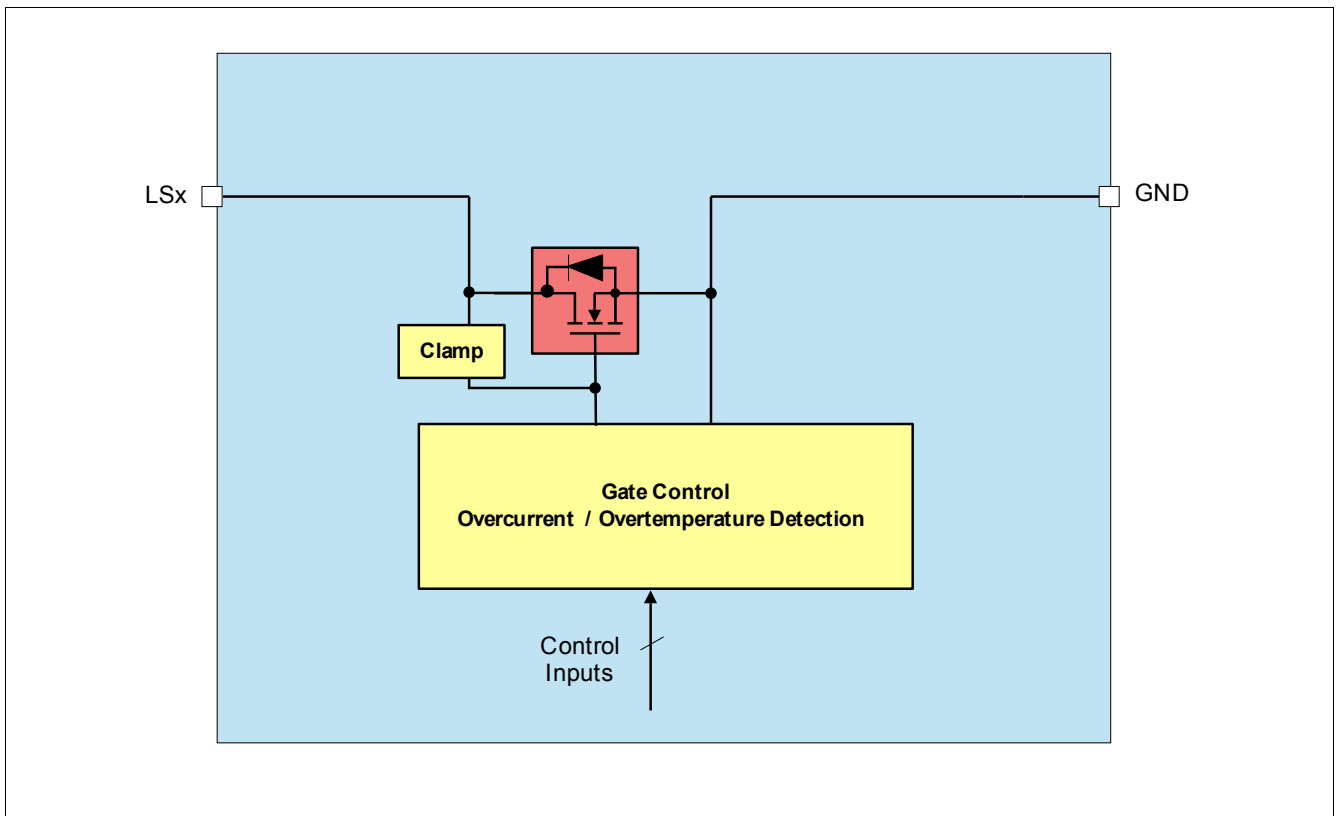 LSx
GND
Clamp
Gate Control
Overcurrent / Overtemperature Detection
Control
Inputs